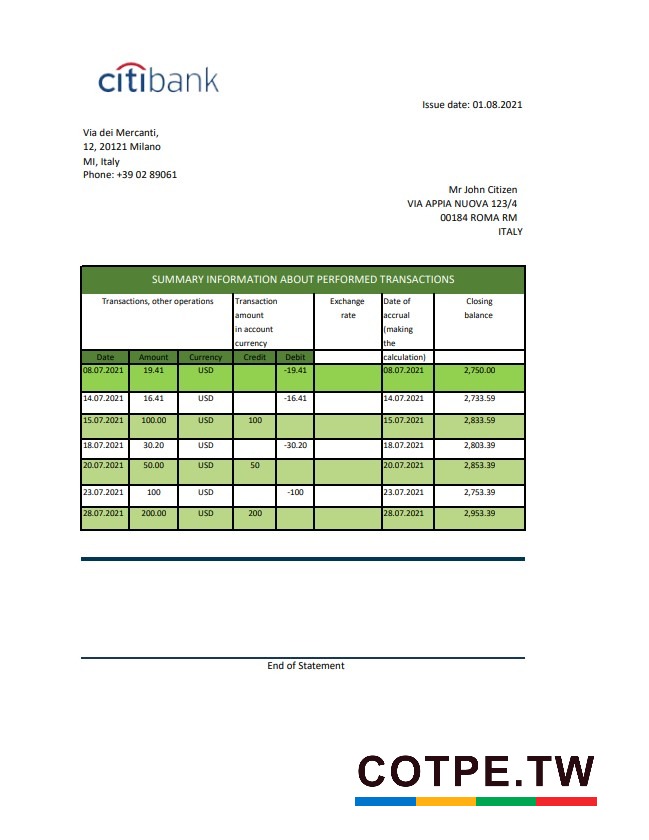 citibank
Issue date: 01.08.2021
Via dei Mercanti,
12, 20121 Milano
MI, Italy
Phone: +39 02 89061
Mr John Citizen
VIA APPIA NUOVA 123/4
00184 ROMA RM
ITALY
SUMMARY INFORMATION ABOUT PERFORMED TRANSACTIONS
Transactions, other operations Transaction Exchange Date of Closing
amount rate accrual balance
in account (making
currency the
Date Amount Currency Credit Debit calculation)
08.07.2021 19.41 USD -19.41 08.07.2021 2,750.00
14.07.2021 16.41 USD -16.41 14.07.2021 2,733.59
15.07.2021 100.00 USD 100 15.07.2021 2,833.59
18.07.2021 30.20 USD -30.20 18.07.2021 2,803.39
20.07.2021 50.00 USD 50 20.07.2021 2,853.39
23.07.2021 100 USD -100 23.07.2021 2,753.39
28.07.2021 200.00 USD 200 28.07.2021 2,953.39
End of Statement
COTPE.TW